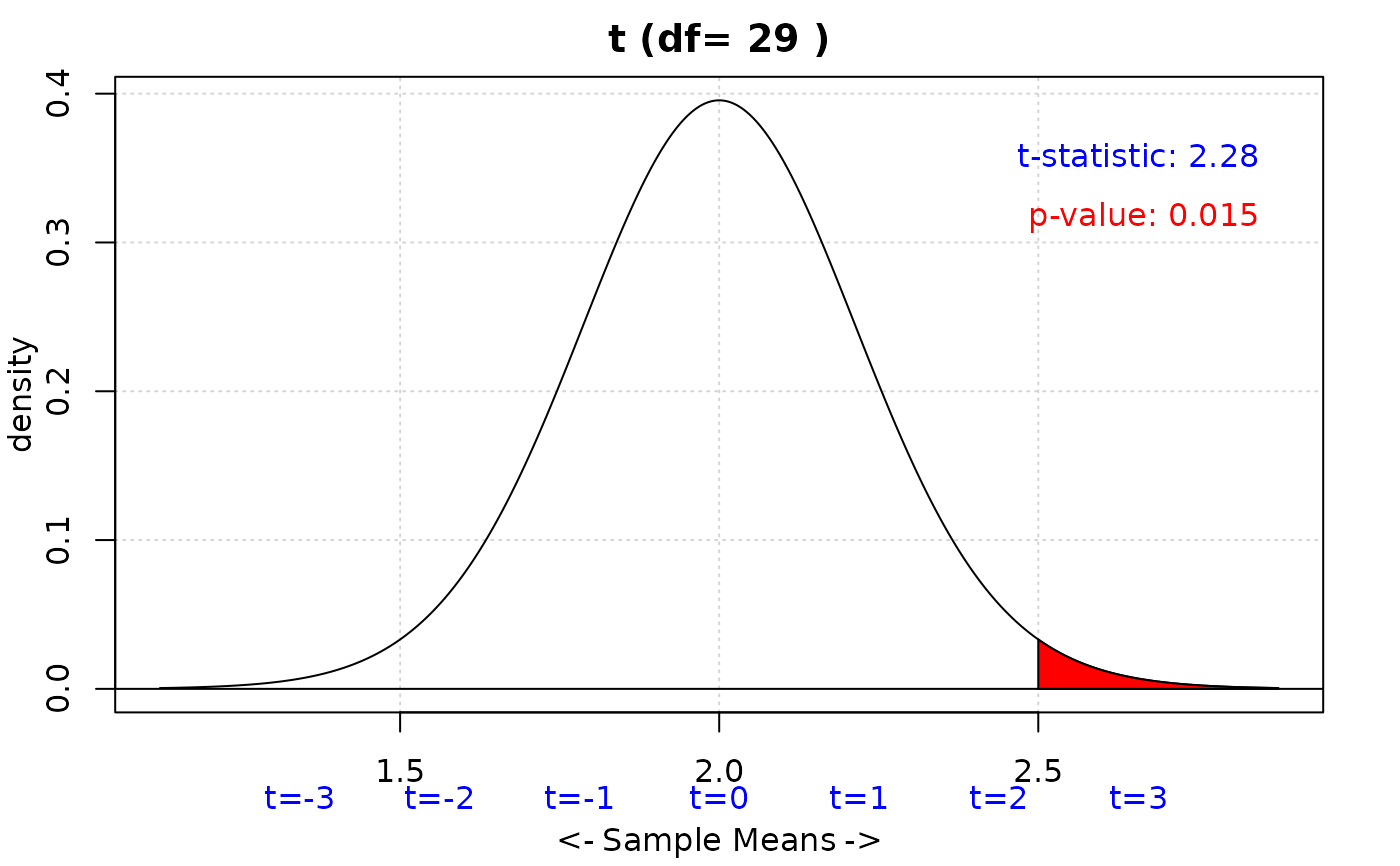 t (df= 29 )
t-statistic: 2.28
p-value: 0.015
density
0.4
0.3
0.2
0.1
0.0
1.5 2.0 2.5
t=-3 t=-2 t=-1 t=0 t=1 t=2 t=3
<- Sample Means ->